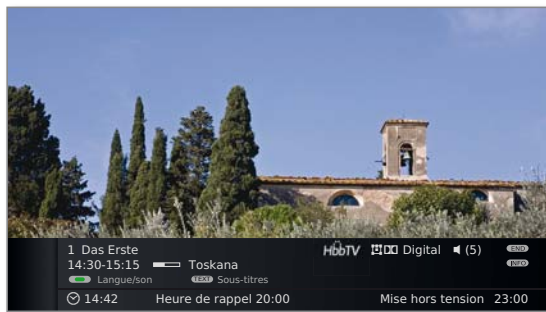 1 Das Erste HbbTV Digital (5) END
14:30-15:15 Toskana INFO
Langue/son TEXT Sous-titres
14:42 Heure de rappel 20:00 Mise hors tension 23:00